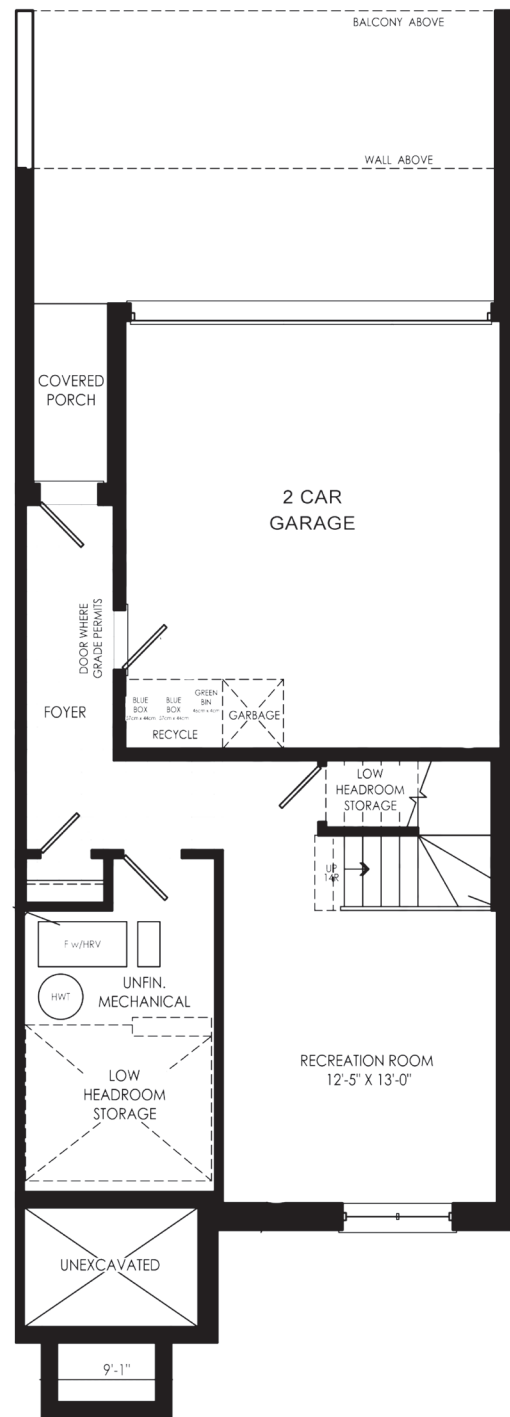 BALCONY ABOVE
WALL ABOVE
COVERED
PORCH
2 CAR
GARAGE
DOOR WHERE
GRADE PERMITS
FOYER
BLUE
BOX
BLUE
BOX
GREEN
BIN
RECYCLE
GARBAGE
LOW
HEADROOM
STORAGE
UP
14R
F w/HRV
HWT
UNFIN.
MECHANICAL
LOW
HEADROOM
STORAGE
RECREATION ROOM
12'-5" X 13'-0"
UNEXCAVATED
9'-1"